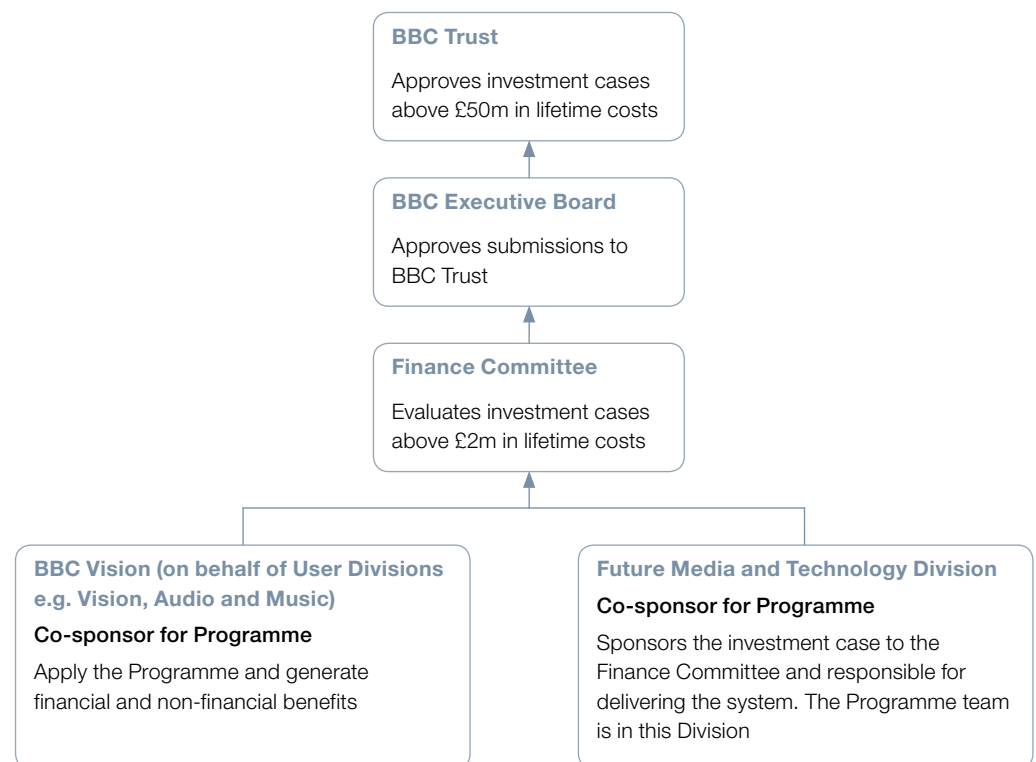 BBC Trust
Approves investment cases
above £50m in lifetime costs
BBC Executive Board
Approves submissions to
BBC Trust
Finance Committee
Evaluates investment cases
above £2m in lifetime costs
BBC Vision (on behalf of User Divisions
e.g. Vision, Audio and Music)
Co-sponsor for Programme
Apply the Programme and generate
financial and non-financial benefits
Future Media and Technology Division
Co-sponsor for Programme
Sponsors the investment case to the
Finance Committee and responsible for
delivering the system. The Programme team
is in this Division